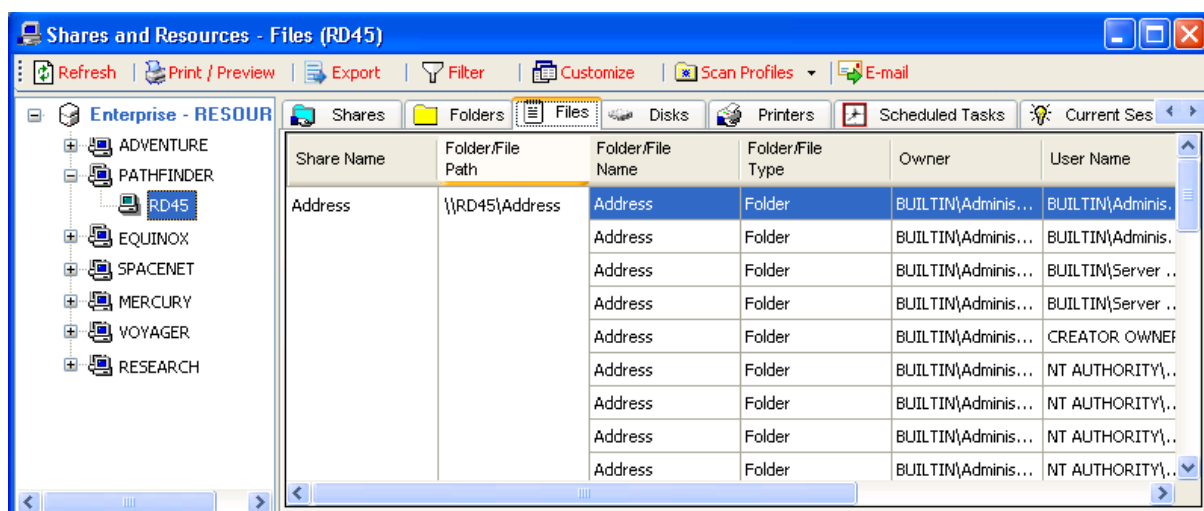 Shares and Resources - Files (RD45)
Refresh Print / Preview Export Filter Customize Scan Profiles E-mail
Enterprise - RESOUR
ADVENTURE
PATHFINDER
RD45
EQUINOX
SPACENET
MERCURY
VOYAGER
RESEARCH
Shares Folders Files Disks Printers Scheduled Tasks Current Ses
Share Name Folder/File Path Folder/File Name Folder/File Type Owner User Name
Address \\RD45\Address Address Folder BUILTIN\Adminis... BUILTIN\Adminis.
Address Folder BUILTIN\Adminis... BUILTIN\Adminis.
Address Folder BUILTIN\Adminis... BUILTIN\Server ..
Address Folder BUILTIN\Adminis... BUILTIN\Server ..
Address Folder BUILTIN\Adminis... CREATOR OWNER
Address Folder BUILTIN\Adminis... NT AUTHORITY\..
Address Folder BUILTIN\Adminis... NT AUTHORITY\..
Address Folder BUILTIN\Adminis... NT AUTHORITY\..
Address Folder BUILTIN\Adminis... NT AUTHORITY\..